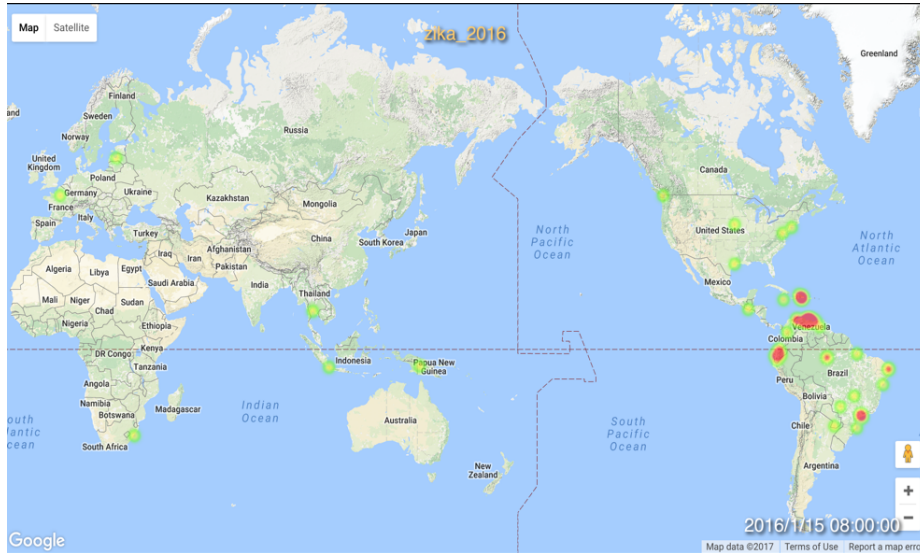 Map Satellite
zika_2016
Greenland
Finland
Sweden
Norway
Russia
Canada
United
Kingdom
Poland
Germany
Ukraine
France
Kazakhstan
Mongolia
Italy
Spain
Turkey
North
Pacific
Ocean
United States
North
Atlantic
Ocean
China
South Korea
Japan
Afghanistan
Iraq
Iran
Pakistan
Algeria
Libya
Egypt
Saudi Arabia
India
Mexico
Mali
Niger
Chad
Sudan
Thailand
Nigeria
Ethiopia
Venezuela
Colombia
Kenya
DR Congo
Tanzania
Indonesia
Papua New
Guinea
Brazil
Peru
Angola
Bolivia
Namibia
Botswana
Madagascar
Indian
Ocean
Australia
South
Pacific
Ocean
Chile
South Africa
New
Zealand
Argentina
+
−
2016/1/15 08:00:00
Google
Map data ©2017 Terms of Use Report a map erro